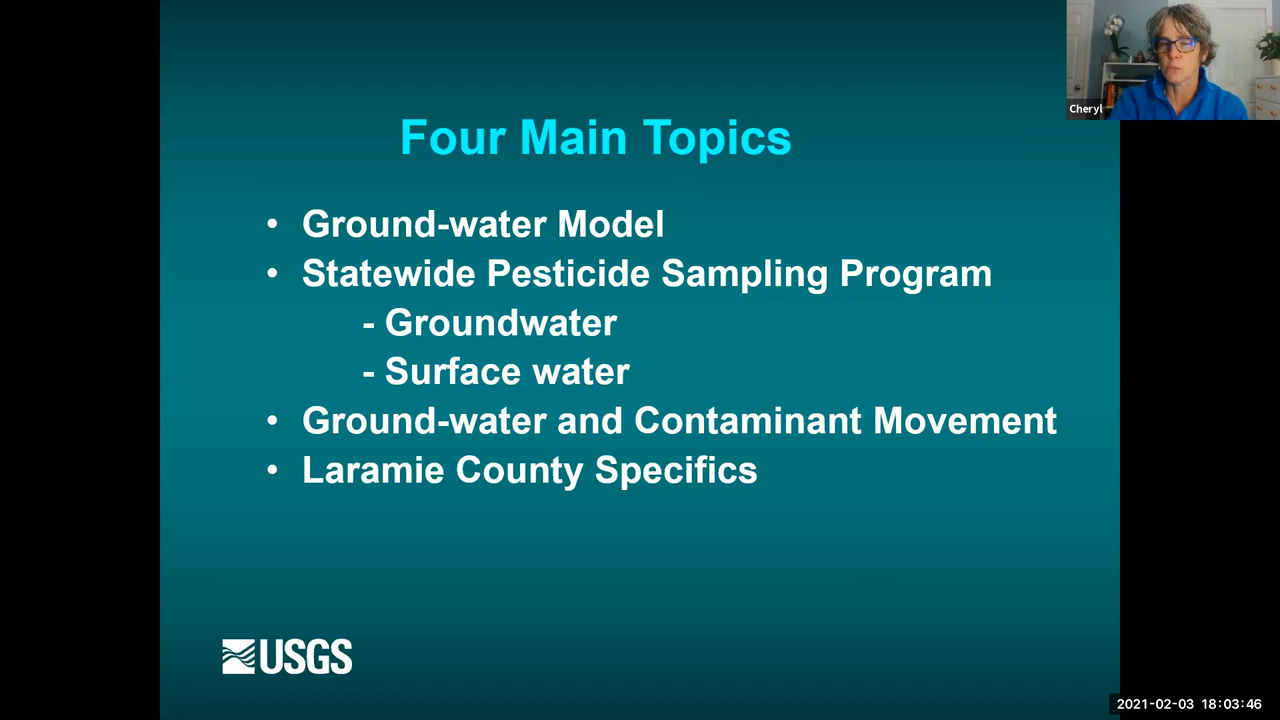 Four Main Topics
• Ground-water Model
• Statewide Pesticide Sampling Program
- Groundwater
- Surface water
• Ground-water and Contaminant Movement
• Laramie County Specifics
USGS
Cheryl
2021-02-03 18:03:46